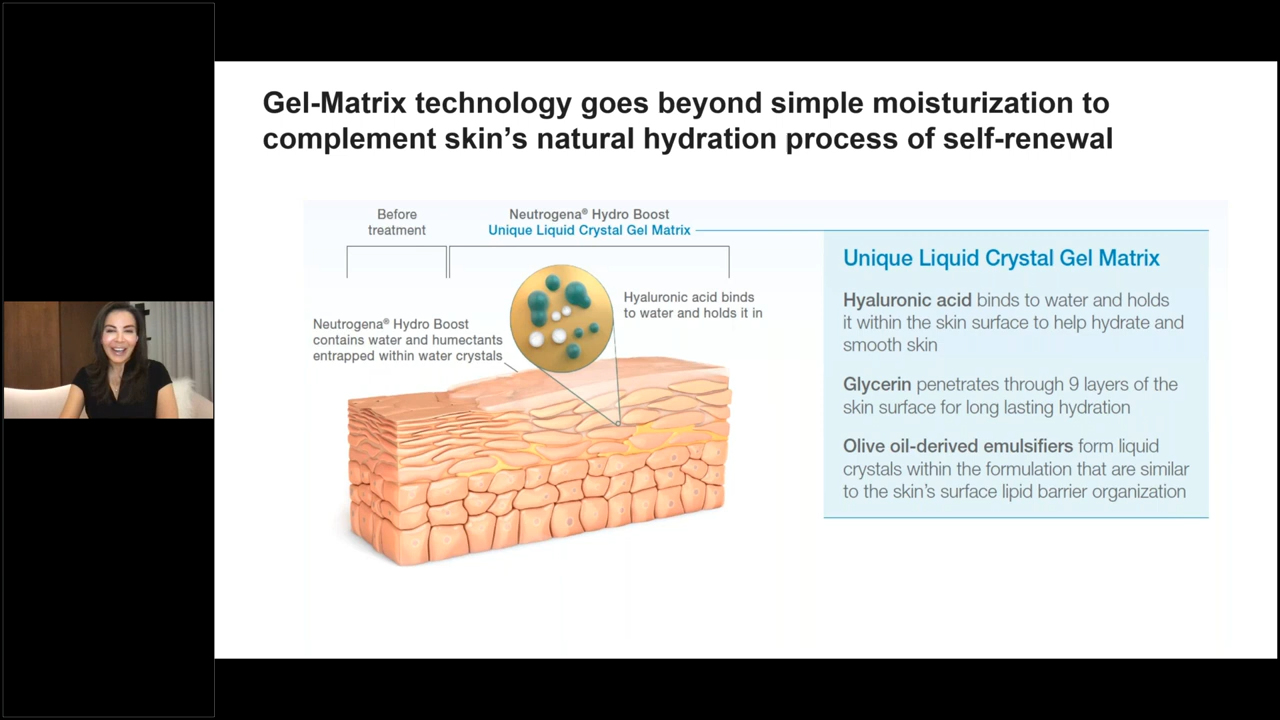 Gel-Matrix technology goes beyond simple moisturization to
complement skin’s natural hydration process of self-renewal
Before
treatment
Neutrogena® Hydro Boost
Unique Liquid Crystal Gel Matrix
Neutrogena® Hydro Boost
contains water and humectants
entrapped within water crystals
Hyaluronic acid binds
to water and holds it in
Unique Liquid Crystal Gel Matrix
Hyaluronic acid binds to water and holds
it within the skin surface to help hydrate and
smooth skin
Glycerin penetrates through 9 layers of the
skin surface for long lasting hydration
Olive oil-derived emulsifiers form liquid
crystals within the formulation that are similar
to the skin’s surface lipid barrier organization